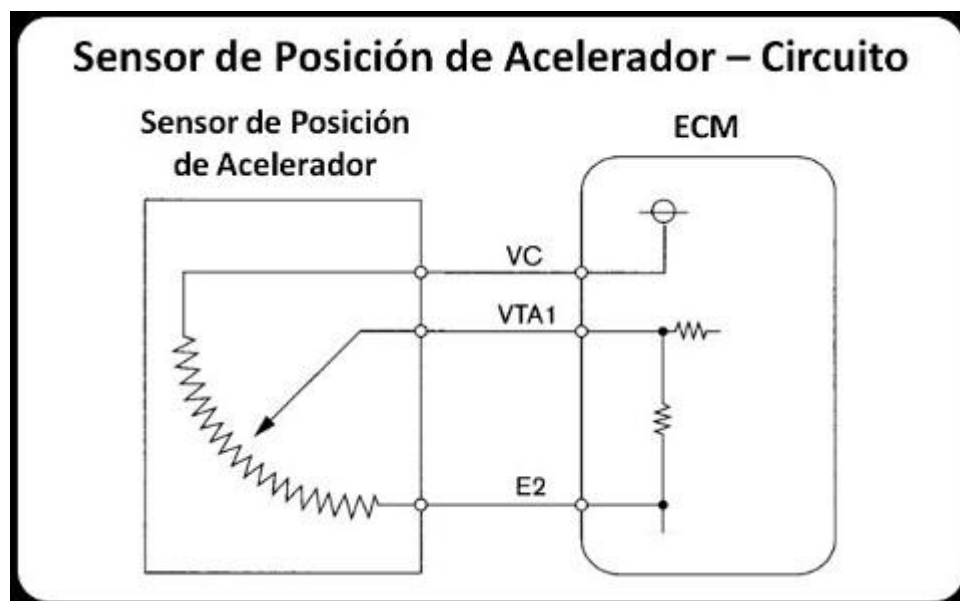 Sensor de Posición de Acelerador – Circuito
Sensor de Posición
de Acelerador
ECM
VC
VTA1
E2